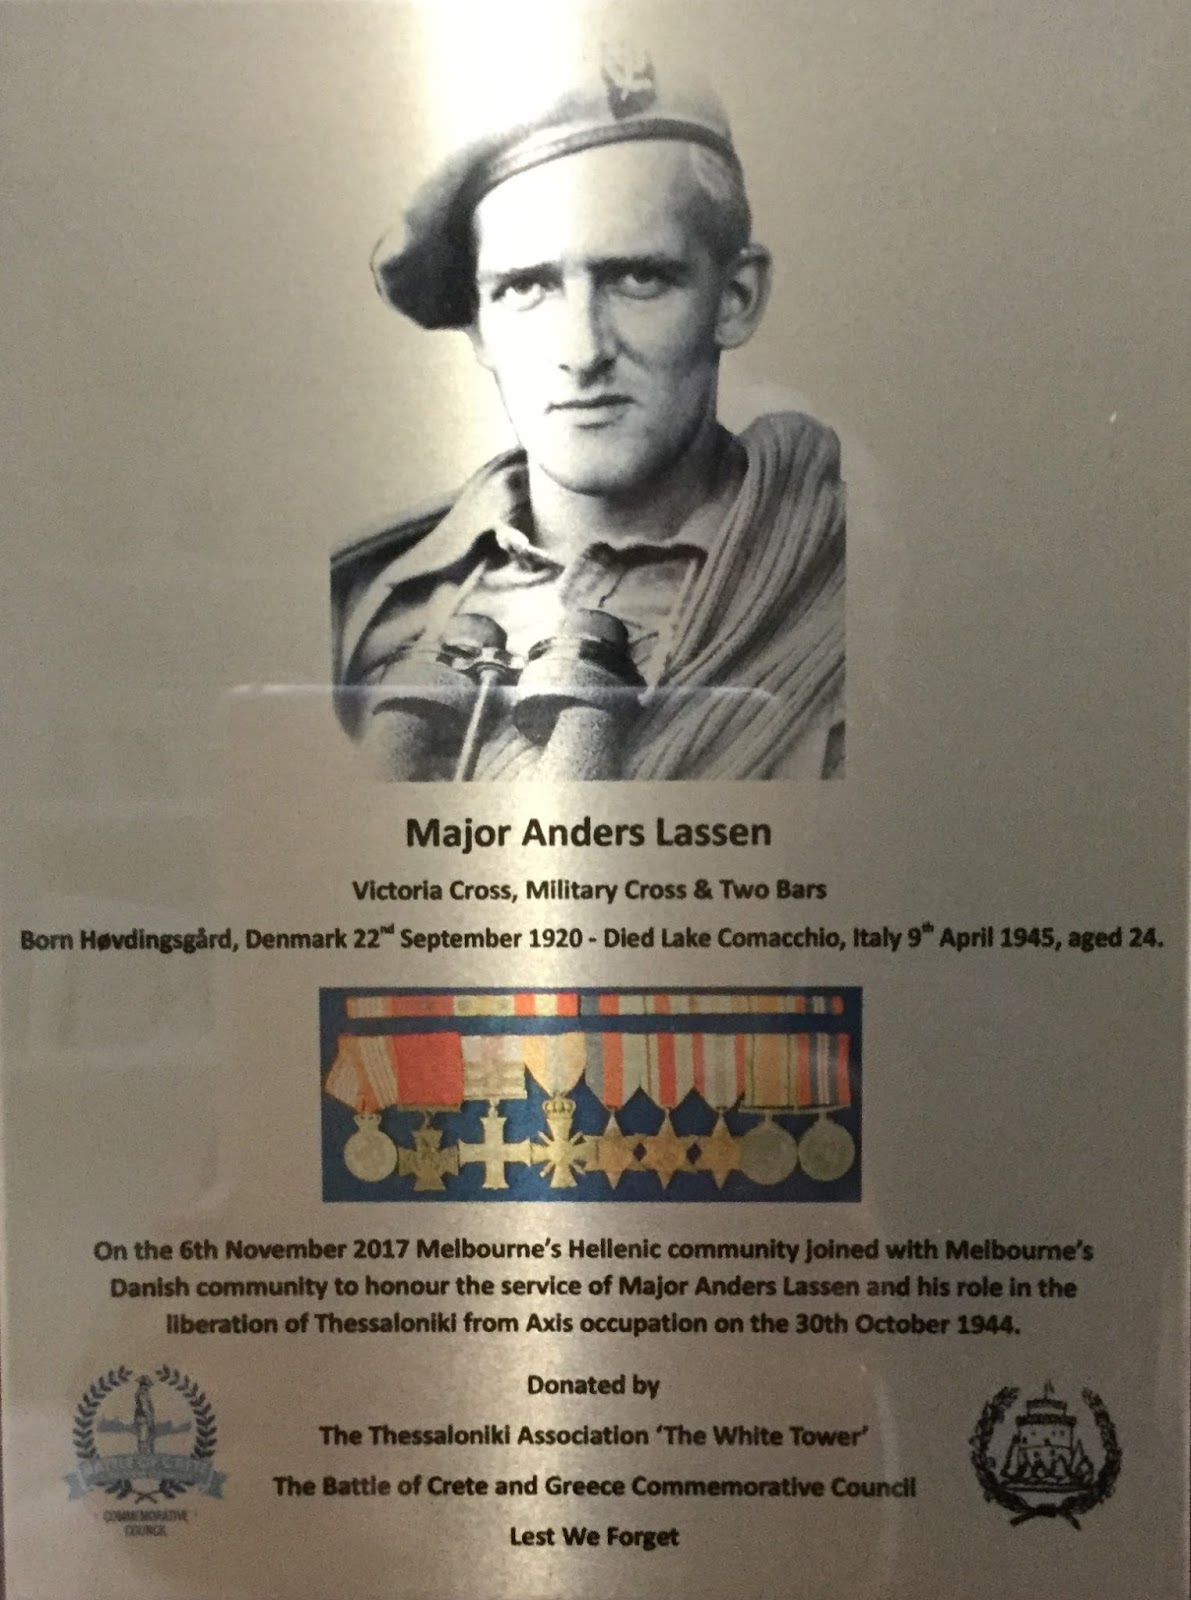 Major Anders Lassen
Victoria Cross, Military Cross & Two Bars
Born Høvdingsgård, Denmark 22nd September 1920 - Died Lake Comacchio, Italy 9th April 1945, aged 24.
On the 6th November 2017 Melbourne's Hellenic community joined with Melbourne's
Danish community to honour the service of Major Anders Lassen and his role in the
liberation of Thessaloniki from Axis occupation on the 30th October 1944.
Donated by
The Thessaloniki Association 'The White Tower'
The Battle of Crete and Greece Commemorative Council
Lest We Forget
BATTLE OF CRETE
COMMEMORATIVE
COUNCIL